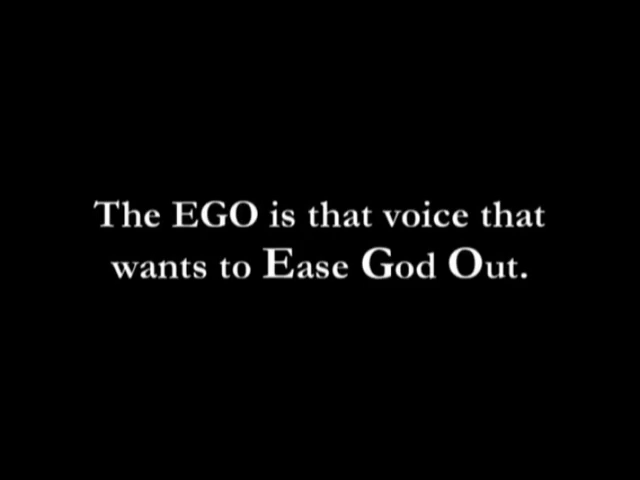 The EGO is that voice that
wants to Ease God Out.